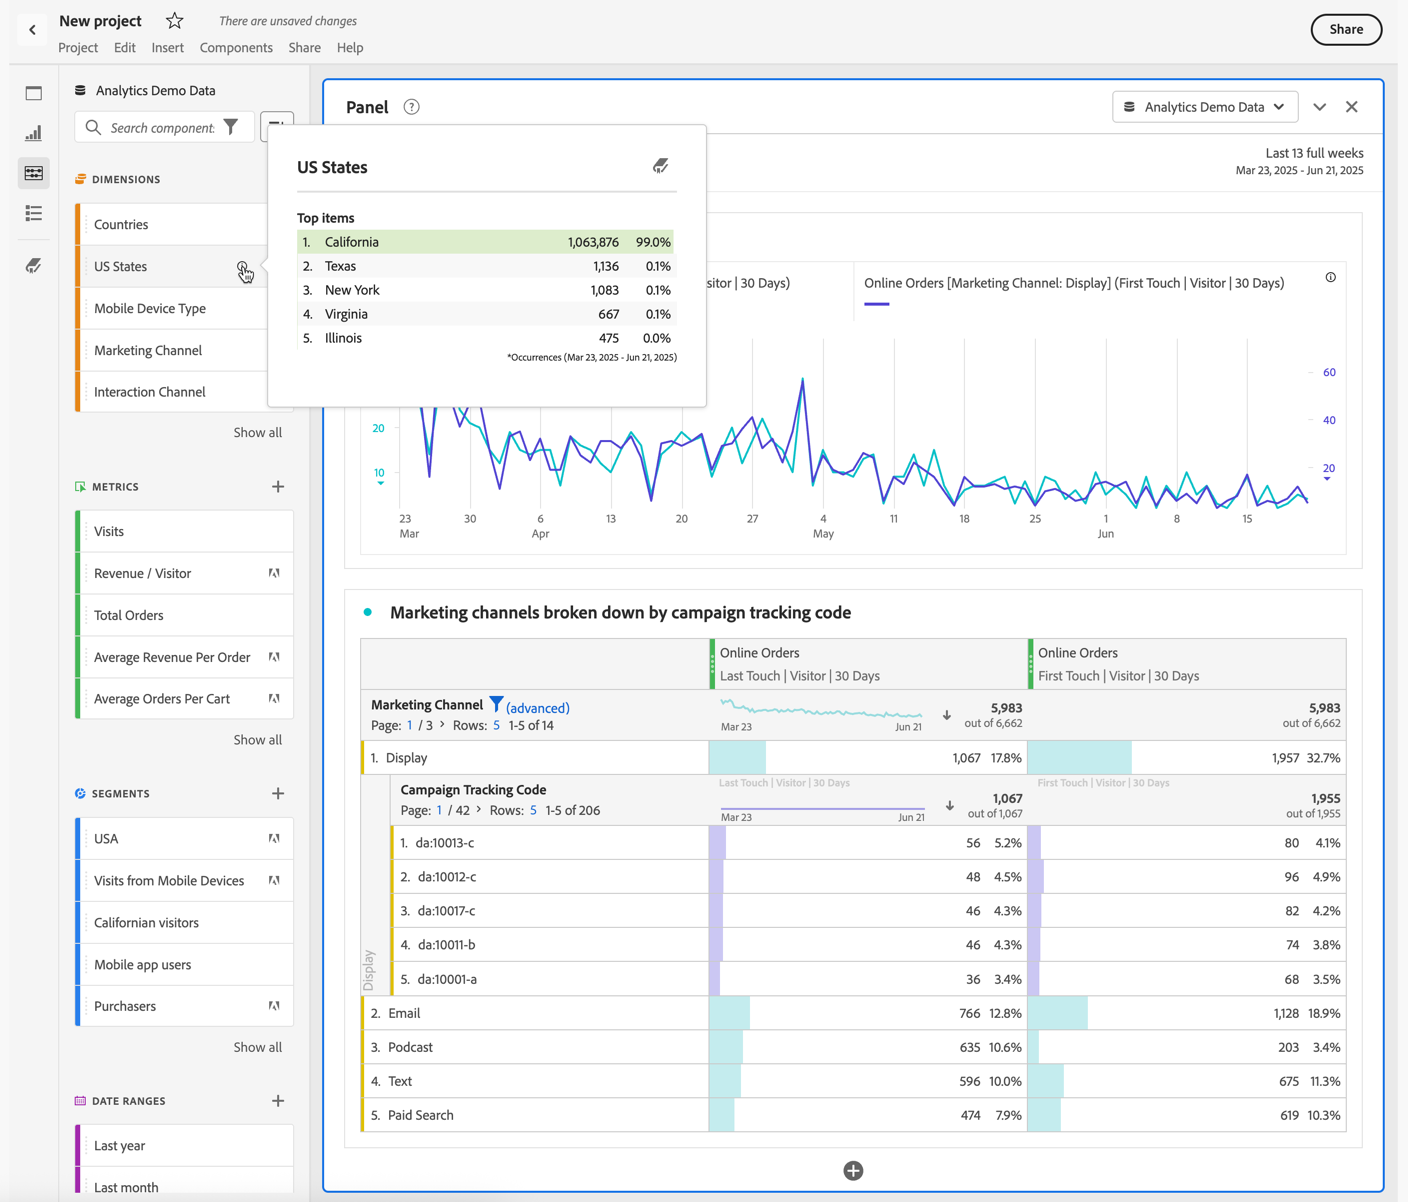 New project
There are unsaved changes
Share
Project Edit Insert Components Share Help
Analytics Demo Data
Search component:
DIMENSIONS
Countries
US States
Mobile Device Type
Marketing Channel
Interaction Channel
Show all
METRICS
Visits
Revenue / Visitor
Total Orders
Average Revenue Per Order
Average Orders Per Cart
Show all
SEGMENTS
USA
Visits from Mobile Devices
Californian visitors
Mobile app users
Purchasers
Show all
DATE RANGES
Last year
Last month
Panel
Analytics Demo Data
Last 13 full weeks
Mar 23, 2025 - Jun 21, 2025
US States
Top items
1. California 1,063,876 99.0%
2. Texas 1,136 0.1%
3. New York 1,083 0.1%
4. Virginia 667 0.1%
5. Illinois 475 0.0%
*Occurrences (Mar 23, 2025 - Jun 21, 2025)
sitor | 30 Days)
Online Orders [Marketing Channel: Display] (First Touch | Visitor | 30 Days)
60
20 40
10 20
23 30 6 13 20 27 4 11 18 25 1 8 15
Mar Apr May Jun
Marketing channels broken down by campaign tracking code
Online Orders Online Orders
Last Touch | Visitor | 30 Days First Touch | Visitor | 30 Days
Marketing Channel (advanced) 5,983 5,983
Page: 1 / 3 > Rows: 5 1-5 of 14 Mar 23 Jun 21 out of 6,662 out of 6,662
1. Display 1,067 17.8% 1,957 32.7%
Last Touch | Visitor | 30 Days First Touch | Visitor | 30 Days
Campaign Tracking Code 1,067 1,955
Page: 1 / 42 > Rows: 5 1-5 of 206 Mar 23 Jun 21 out of 1,067 out of 1,955
1. da:10013-c 56 5.2% 80 4.1%
2. da:10012-c 48 4.5% 96 4.9%
3. da:10017-c 46 4.3% 82 4.2%
4. da:10011-b 46 4.3% 74 3.8%
5. da:10001-a 36 3.4% 68 3.5%
Display
2. Email 766 12.8% 1,128 18.9%
3. Podcast 635 10.6% 203 3.4%
4. Text 596 10.0% 675 11.3%
5. Paid Search 474 7.9% 619 10.3%